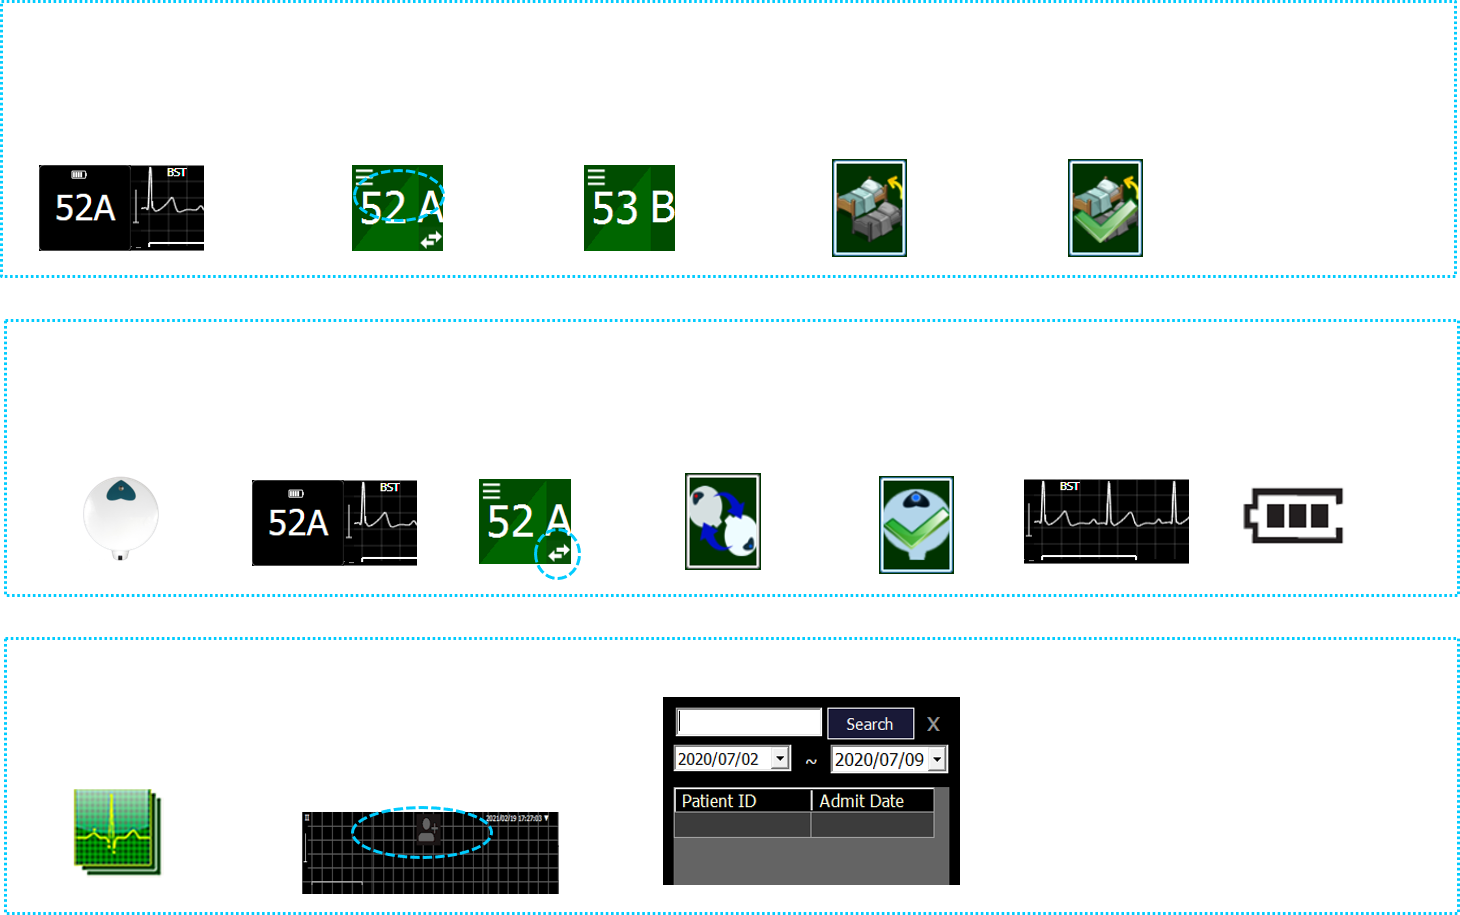 BST
52A
52 A
53 B
BST
52A
52 A
BST
Search X
2020/07/02 ~ 2020/07/09
Patient ID Admit Date
II 2021/02/19 17:27:03